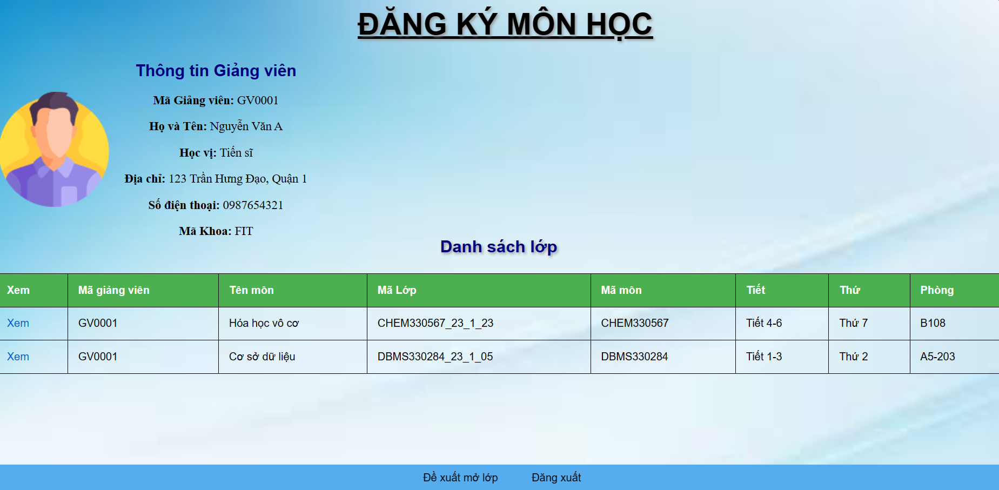 ĐĂNG KÝ MÔN HỌC
Thông tin Giảng viên
Mã Giảng viên: GV0001
Họ và Tên: Nguyễn Văn A
Học vị: Tiến sĩ
Địa chỉ: 123 Trần Hưng Đạo, Quận 1
Số điện thoại: 0987654321
Mã Khoa: FIT
Danh sách lớp
Xem Mã giảng viên Tên môn Mã Lớp Mã môn Tiết Thứ Phòng
Xem GV0001 Hóa học vô cơ CHEM330567_23_1_23 CHEM330567 Tiết 4-6 Thứ 7 B108
Xem GV0001 Cơ sở dữ liệu DBMS330284_23_1_05 DBMS330284 Tiết 1-3 Thứ 2 A5-203
Đề xuất mở lớp Đăng xuất